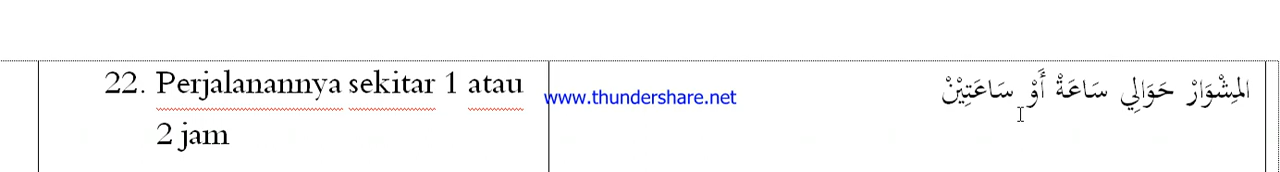 22. Perjalanannya sekitar 1 atau
2 jam
www.thundershare.net
المِشْوَارْ حَوَالِي سَاعَةْ أَوْ سَاعَتِيْنْ